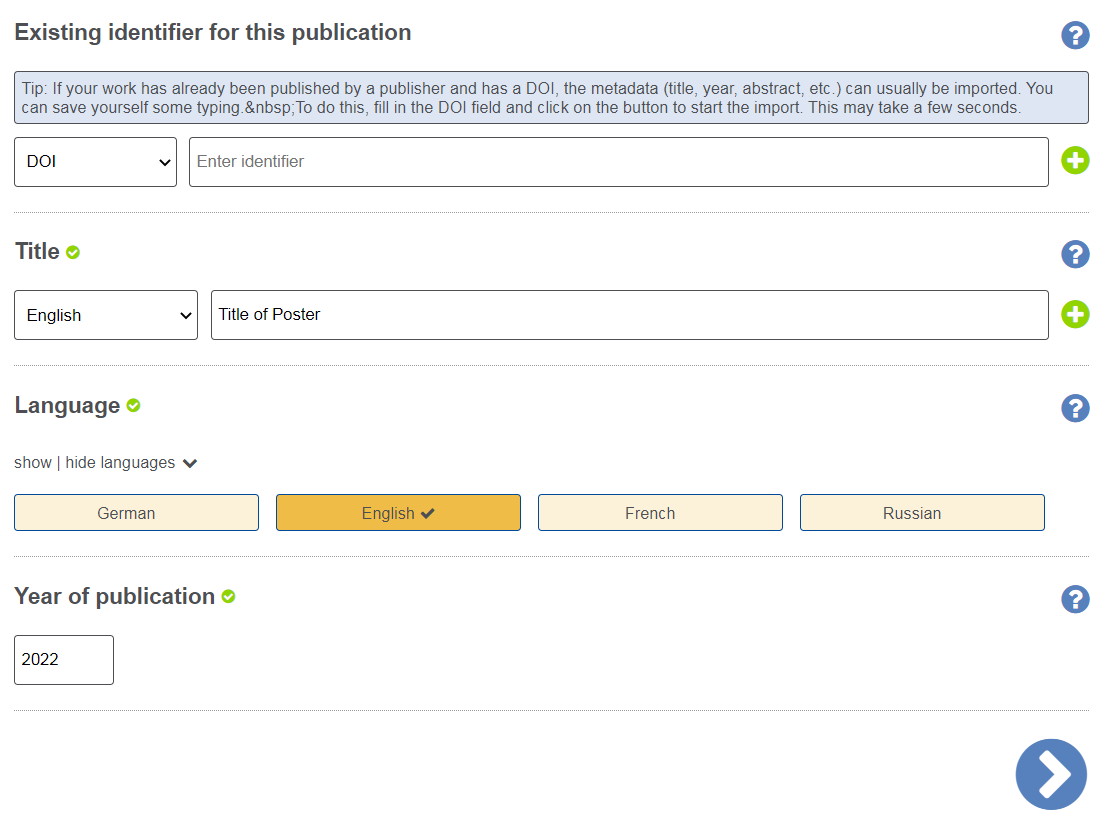 Existing identifier for this publication
?
Tip: If your work has already been published by a publisher and has a DOI, the metadata (title, year, abstract, etc.) can usually be imported. You
can save yourself some typing.&nbsp;To do this, fill in the DOI field and click on the button to start the import. This may take a few seconds.
DOI Enter identifier
Title
?
English Title of Poster
Language
?
show | hide languages
German English French Russian
Year of publication
?
2022